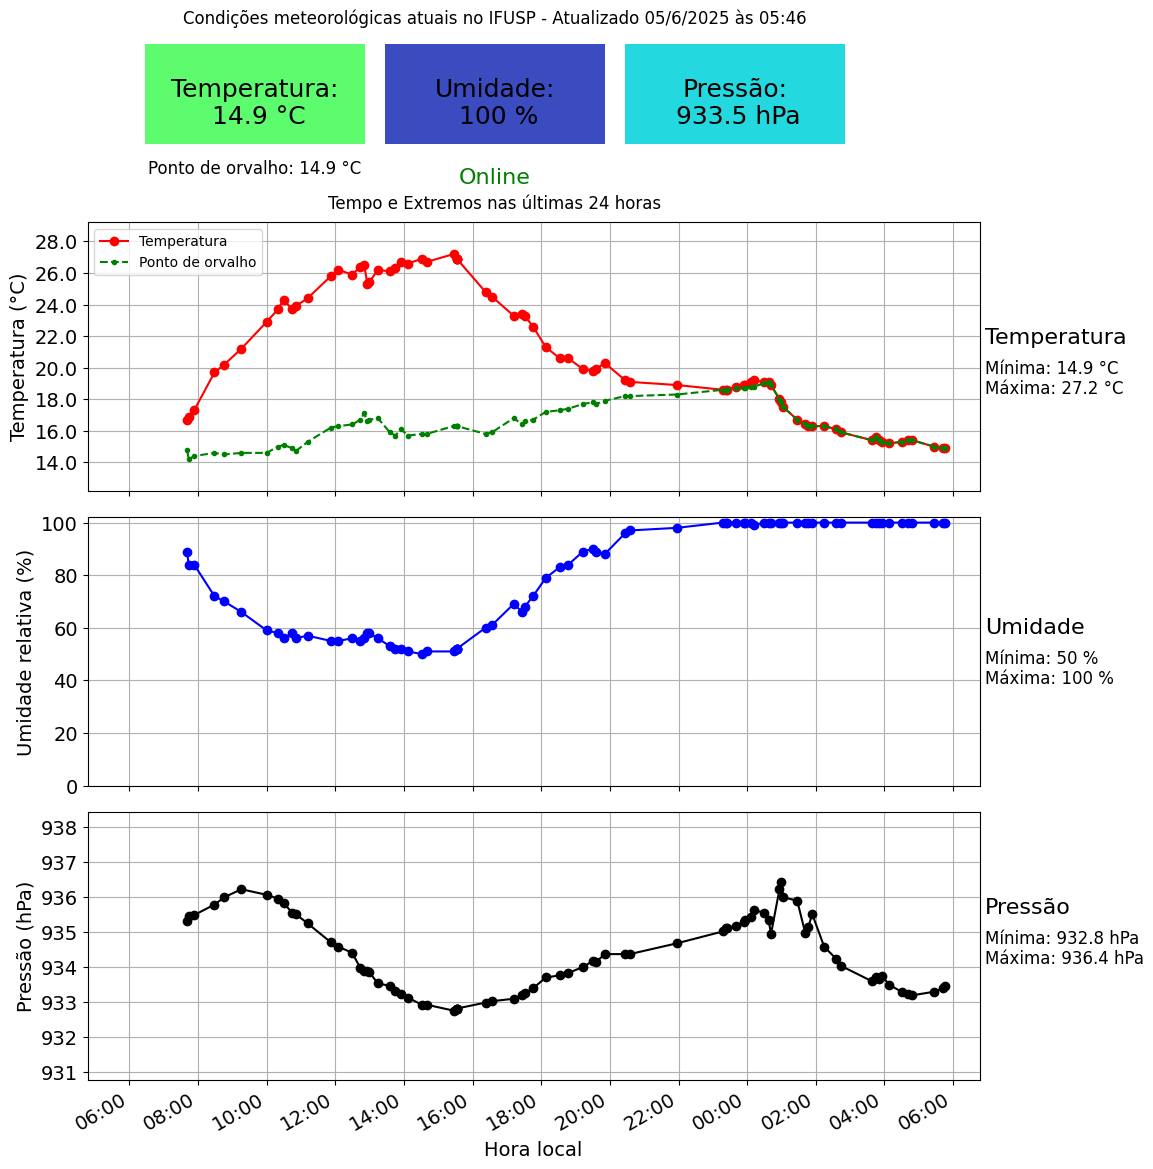 Condições meteorológicas atuais no IFUSP - Atualizado 05/6/2025 às 05:46
Temperatura:
14.9 °C
Umidade:
100 %
Pressão:
933.5 hPa
Ponto de orvalho: 14.9 °C
Online
Tempo e Extremos nas últimas 24 horas
Temperatura
Ponto de orvalho
Temperatura (°C)
28.0
26.0
24.0
22.0
20.0
18.0
16.0
14.0
Temperatura
Mínima: 14.9 °C
Máxima: 27.2 °C
Umidade relativa (%)
100
80
60
40
20
0
Umidade
Mínima: 50 %
Máxima: 100 %
Pressão (hPa)
938
937
936
935
934
933
932
931
Pressão
Mínima: 932.8 hPa
Máxima: 936.4 hPa
06:00
08:00
10:00
12:00
14:00
16:00
18:00
20:00
22:00
00:00
02:00
04:00
06:00
Hora local